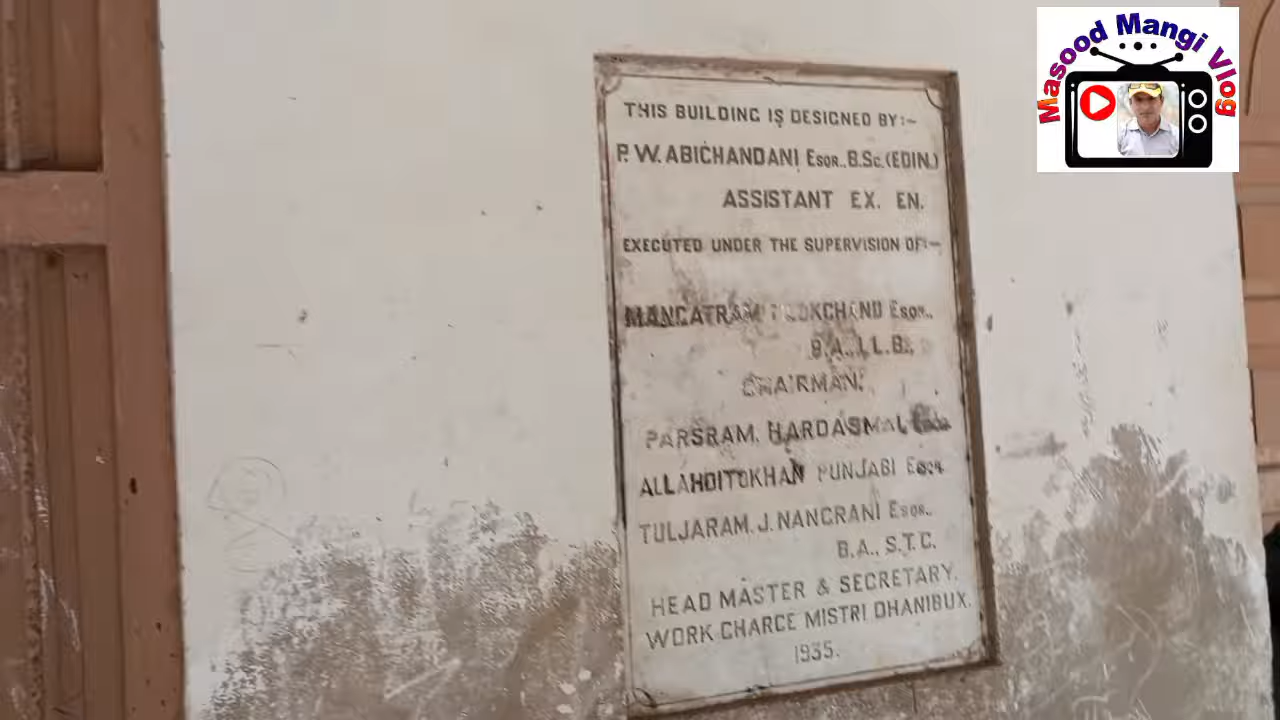 THIS BUILDING IS DESIGNED BY:-
P. W. ABICHANDANI ESQR., B.Sc. (EDIN.)
ASSISTANT EX. EN.
EXECUTED UNDER THE SUPERVISION OF:-
MANGATRAM ESQR.,
B.A., L.L.B.,
CHAIRMAN.
PARSRAM. HARDASMAL
ALLAHDITOKHAN PUNJABI ESQR.
TULJARAM. J. NANGRANI ESQR.,
B.A., S.T.C.
HEAD MASTER & SECRETARY.
WORK CHARGE MISTRI DHANIBUX.
1935.
Masood Mangi Vlog